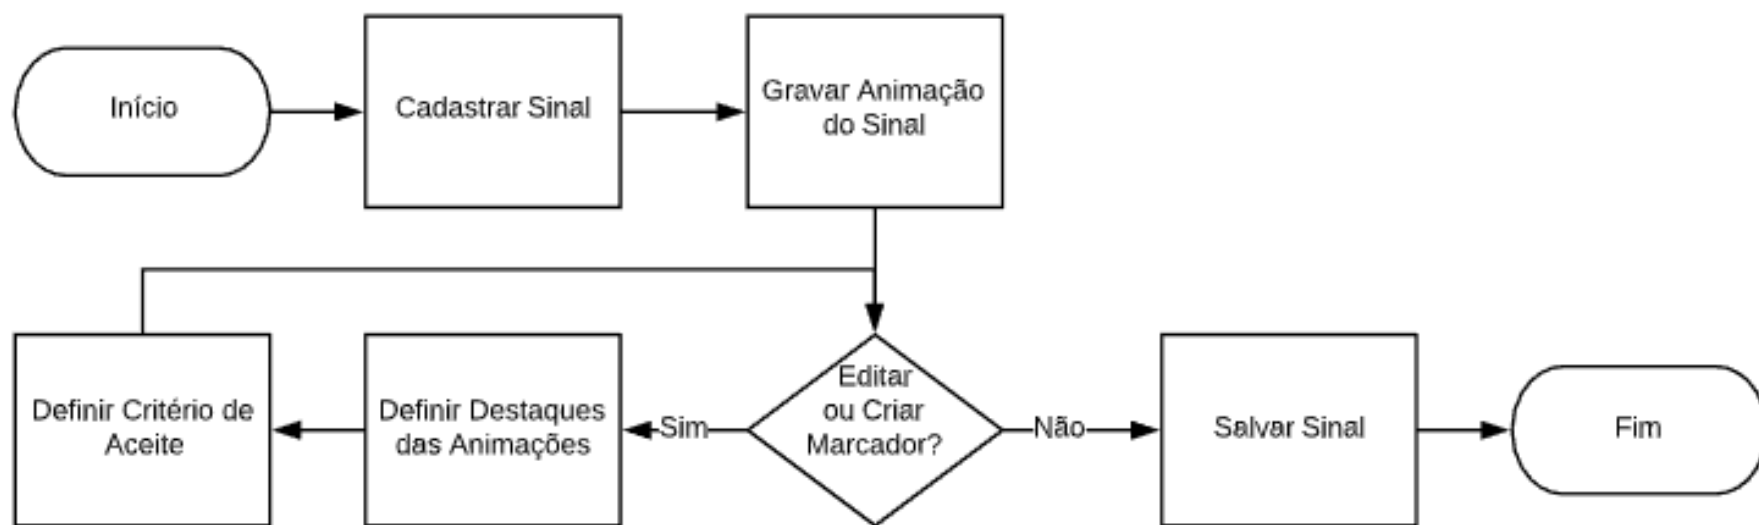 Início
Cadastrar Sinal
Gravar Animação
do Sinal
Editar
ou Criar
Marcador?
Sim
Definir Destaques
das Animações
Definir Critério de
Aceite
Não
Salvar Sinal
Fim